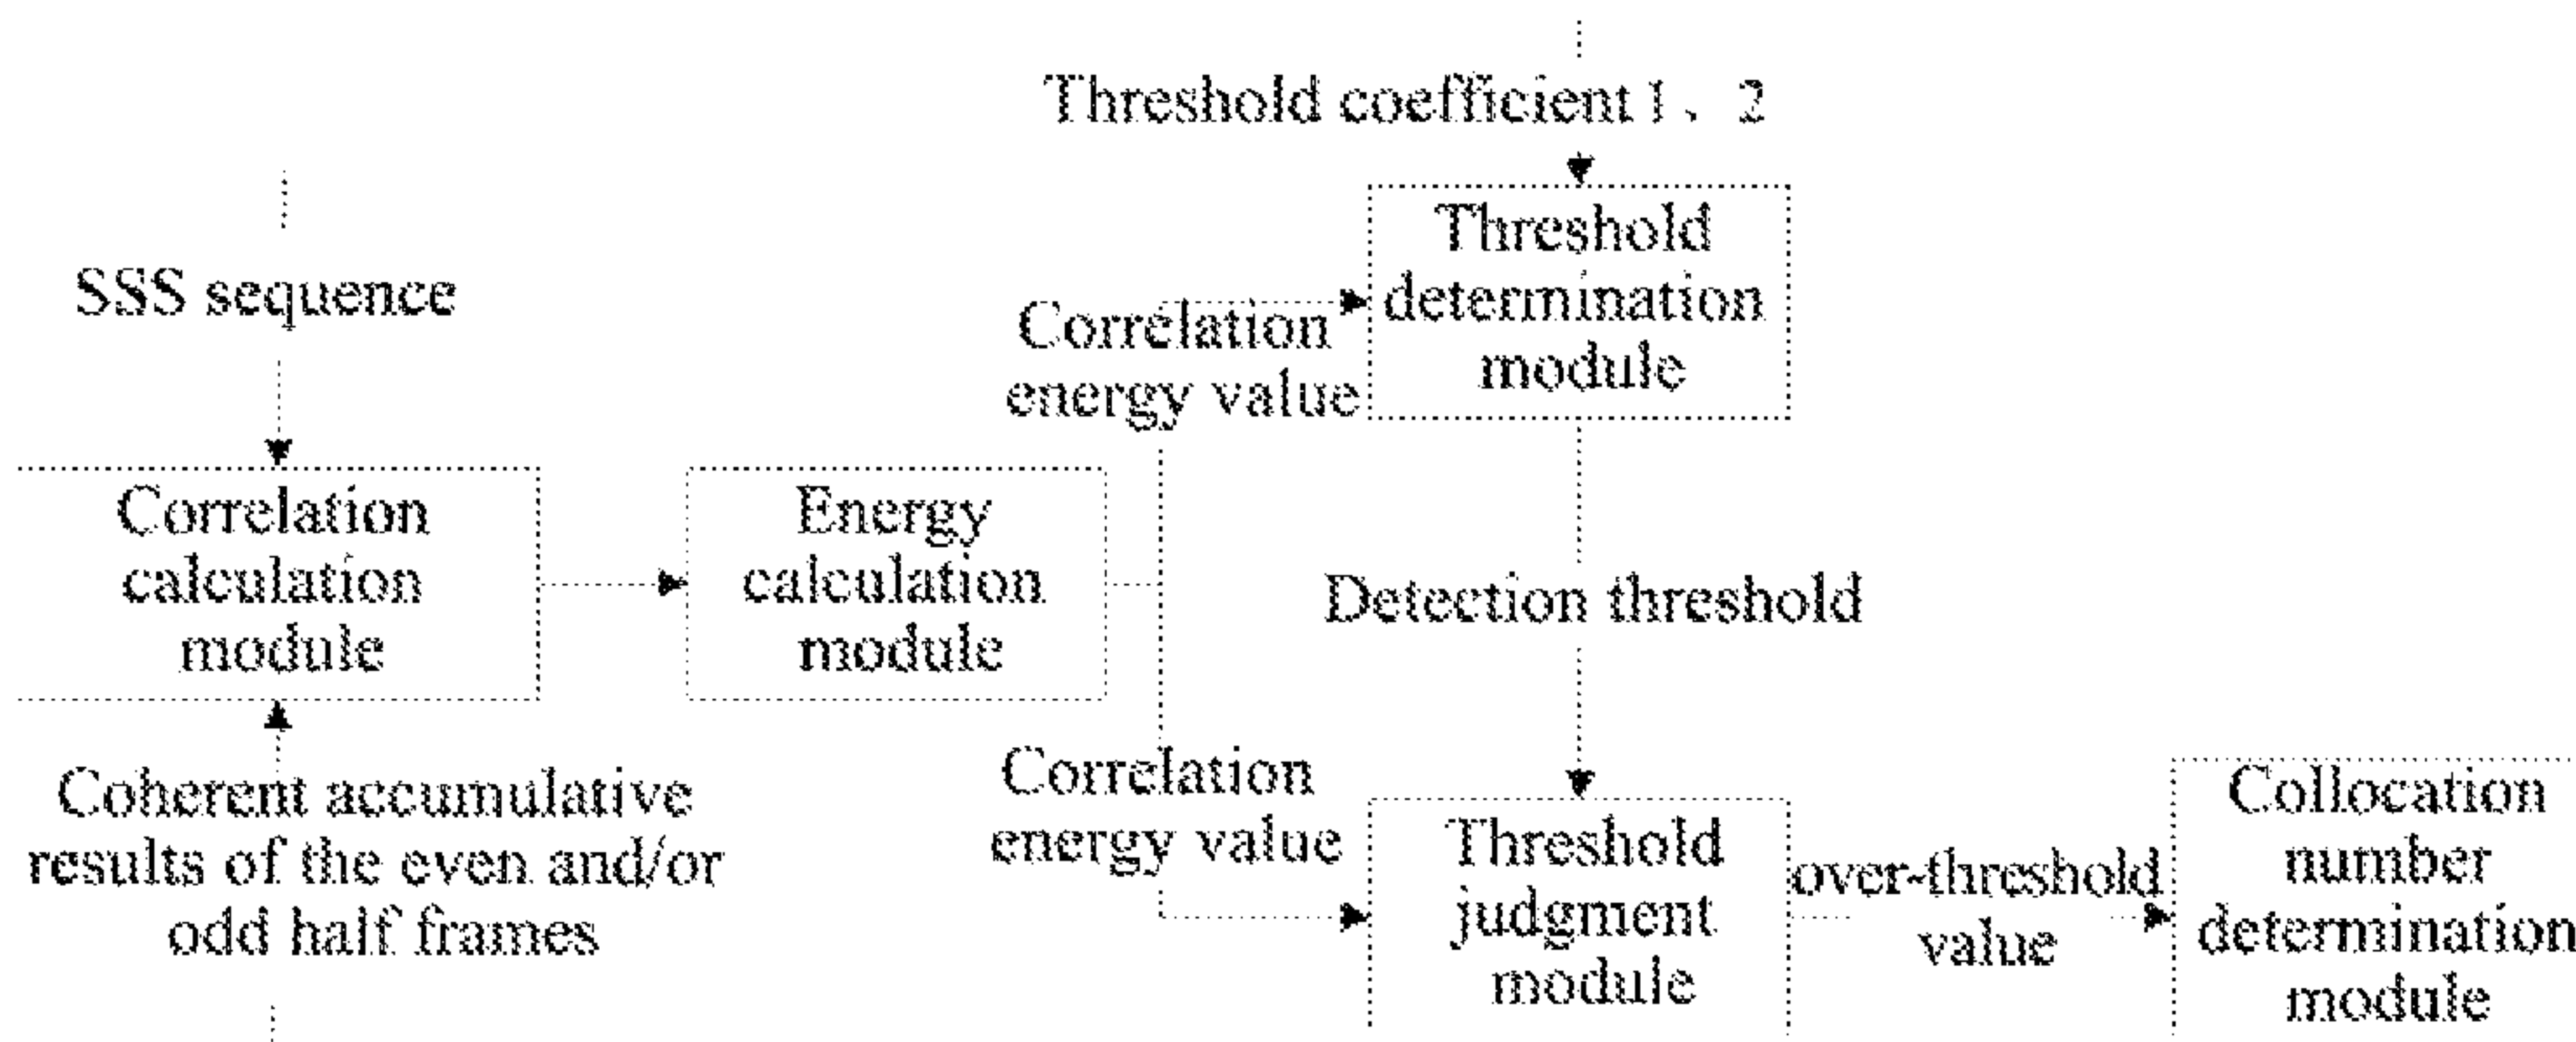 Threshold coefficient 1、2
SSS sequence
Threshold
determination
module
Correlation
energy value
Correlation
calculation
module
Energy
calculation
module
Detection threshold
Coherent accumulative
results of the even and/or
odd half frames
Correlation
energy value
Threshold
judgment
module
over-threshold
value
Collocation
number
determination
module